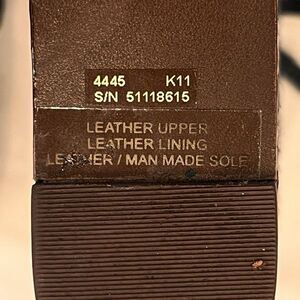 4445 K11
S/N 51118615
LEATHER UPPER
LEATHER LINING
LEATHER / MAN MADE SOLE